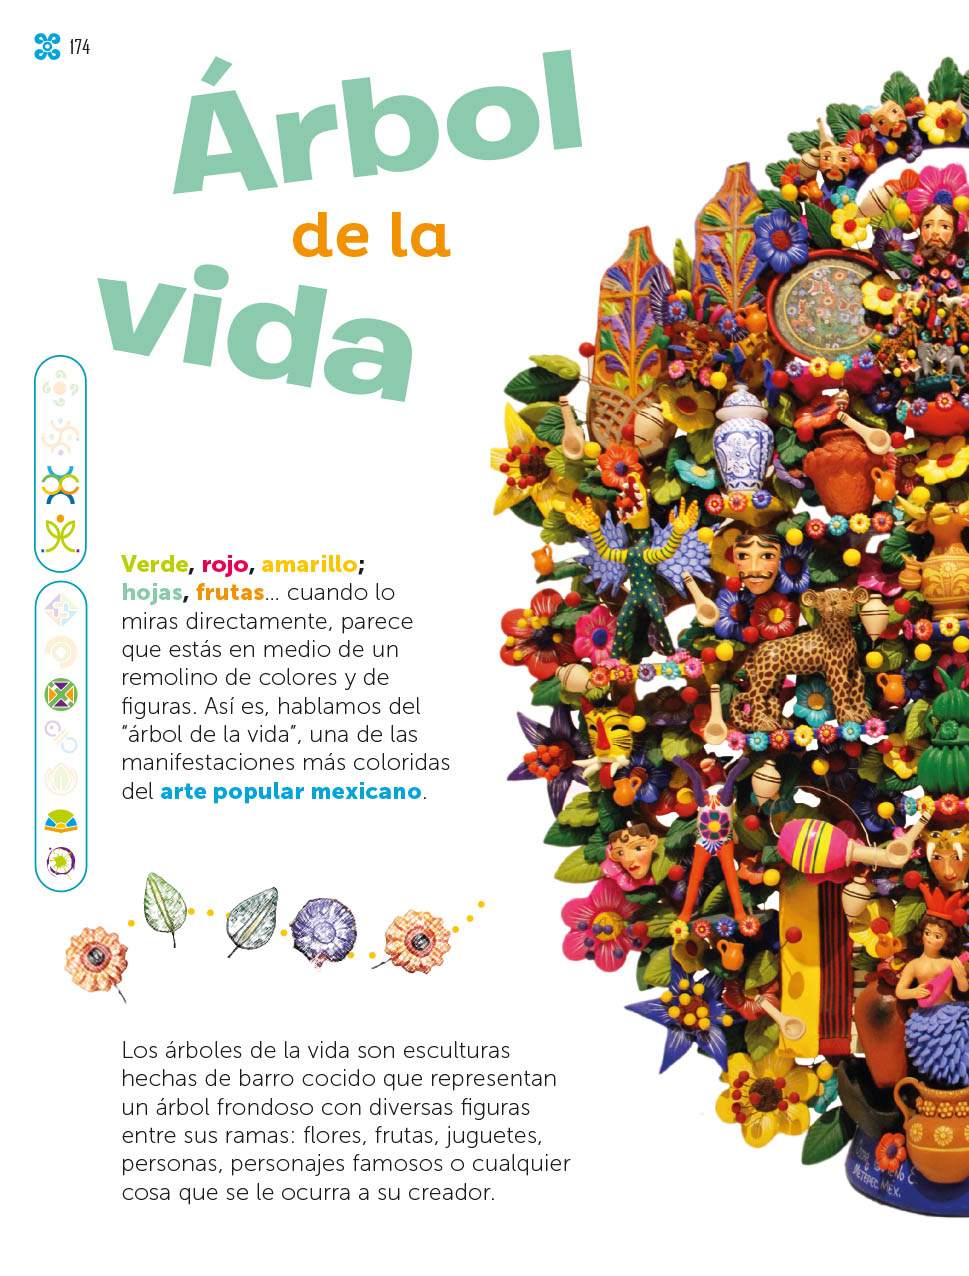 174
Árbol
de la
vida
Verde, rojo, amarillo;
hojas, frutas... cuando lo
miras directamente, parece
que estás en medio de un
remolino de colores y de
figuras. Así es, hablamos del
“árbol de la vida”, una de las
manifestaciones más coloridas
del arte popular mexicano.
Los árboles de la vida son esculturas
hechas de barro cocido que representan
un árbol frondoso con diversas figuras
entre sus ramas: flores, frutas, juguetes,
personas, personajes famosos o cualquier
cosa que se le ocurra a su creador.
METEPEC MEX.